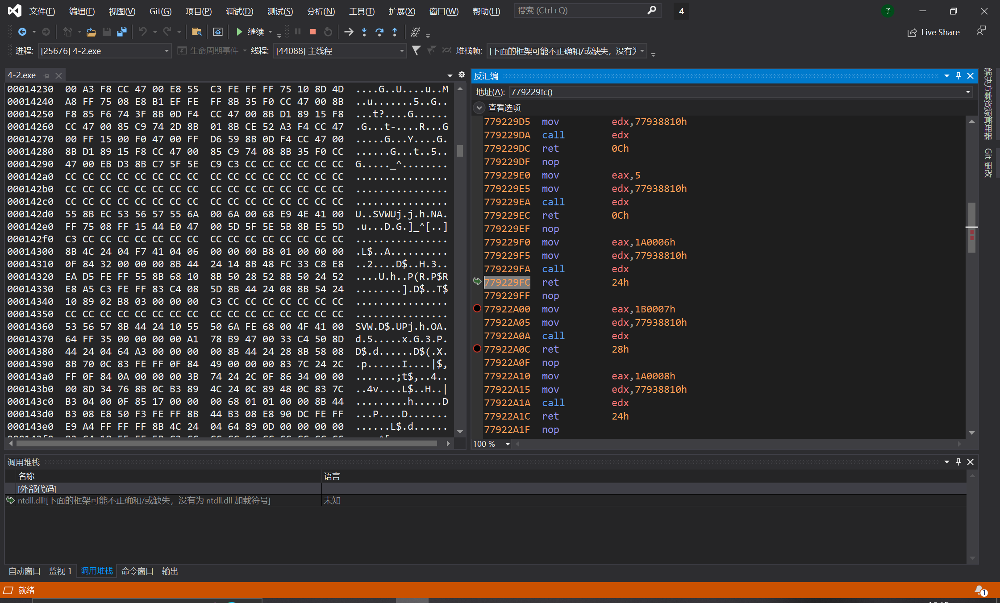 文件(F) 编辑(E) 视图(V) Git(G) 项目(P) 调试(D) 测试(S) 分析(N) 工具(T) 扩展(X) 窗口(W) 帮助(H) 搜索 (Ctrl+Q) 4 子
继续 Live Share
进程: [25676] 4-2.exe 生命周期事件 线程: [44088] 主线程 堆栈帧: [下面的框架可能不正确和/或缺失，没有为
4-2.exe
00014230 00 A3 F8 CC 47 00 E8 55 C3 FE FF FF 75 10 8D 4D ....G..U....u..M
00014240 A8 FF 75 08 E8 B1 EF FE FF 8B 35 F0 CC 47 00 8B ..u.......5..G..
00014250 F8 85 F6 74 3F 8B 0D F4 CC 47 00 8B D1 89 15 F8 ...t?....G......
00014260 CC 47 00 85 C9 74 2D 8B 01 8B CE 52 A3 F4 CC 47 .G...t-....R...G
00014270 00 FF 15 00 F0 47 00 FF D6 59 8B 0D F4 CC 47 00 .....G...Y....G.
00014280 8B D1 89 15 F8 CC 47 00 85 C9 74 08 8B 35 F0 CC ......G...t..5..
00014290 47 00 EB D3 8B C7 5F 5E C9 C3 CC CC CC CC CC CC G....._^........
000142a0 CC CC CC CC CC CC CC CC CC CC CC CC CC CC CC CC ................
000142b0 CC CC CC CC CC CC CC CC CC CC CC CC CC CC CC CC ................
000142c0 CC CC CC CC CC CC CC CC CC CC CC CC CC CC CC CC ................
000142d0 55 8B EC 53 56 57 55 6A 00 6A 00 68 E9 4E 41 00 U..SVWUj.j.h.NA.
000142e0 FF 75 08 FF 15 44 E0 47 00 5D 5F 5E 5B 8B E5 5D .u...D.G.]_^[..]
000142f0 C3 CC CC CC CC CC CC CC CC CC CC CC CC CC CC CC ................
00014300 8B 4C 24 04 F7 41 04 06 00 00 00 B8 01 00 00 00 .L$..A..........
00014310 0F 84 32 00 00 00 8B 44 24 14 8B 48 FC 33 C8 E8 ..2....D$..H.3..
00014320 EA D5 FE FF 55 8B 68 10 8B 50 28 52 8B 50 24 52 ....U.h..P(R.P$R
00014330 E8 A5 C3 FE FF 83 C4 08 5D 8B 44 24 08 8B 54 24 ........].D$..T$
00014340 10 89 02 B8 03 00 00 00 C3 CC CC CC CC CC CC CC ................
00014350 CC CC CC CC CC CC CC CC CC CC CC CC CC CC CC CC ................
00014360 53 56 57 8B 44 24 10 55 50 6A FE 68 00 4F 41 00 SVW.D$.UPj.h.OA.
00014370 64 FF 35 00 00 00 00 A1 78 B9 47 00 33 C4 50 8D d.5.....x.G.3.P.
00014380 44 24 04 64 A3 00 00 00 00 8B 44 24 28 8B 58 08 D$.d......D$(.X.
00014390 8B 70 0C 83 FE FF 0F 84 49 00 00 00 83 7C 24 2C .p......I....|$,
000143a0 FF 0F 84 0A 00 00 00 3B 74 24 2C 0F 86 34 00 00 .......;t$,..4..
000143b0 00 8D 34 76 8B 0C B3 89 4C 24 0C 89 48 0C 83 7C ..4v....L$..H..|
000143c0 B3 04 00 0F 85 17 00 00 00 68 01 01 00 00 8B 44 .........h.....D
000143d0 B3 08 E8 50 F3 FE FF 8B 44 B3 08 E8 90 DC FE FF ...P....D.......
000143e0 E9 A4 FF FF FF 8B 4C 24 04 64 89 0D 00 00 00 00 ......L$.d......
反汇编
地址(A): 779229fc()
查看选项
779229D5 mov edx,77938810h
779229DA call edx
779229DC ret 0Ch
779229DF nop
779229E0 mov eax,5
779229E5 mov edx,77938810h
779229EA call edx
779229EC ret 0Ch
779229EF nop
779229F0 mov eax,1A0006h
779229F5 mov edx,77938810h
779229FA call edx
779229FC ret 24h
779229FF nop
77922A00 mov eax,1B0007h
77922A05 mov edx,77938810h
77922A0A call edx
77922A0C ret 28h
77922A0F nop
77922A10 mov eax,1A0008h
77922A15 mov edx,77938810h
77922A1A call edx
77922A1C ret 24h
77922A1F nop
100 %
解决方案资源管理器
Git 更改
调用堆栈
名称 语言
[外部代码]
ntdll.dll![下面的框架可能不正确和/或缺失，没有为 ntdll.dll 加载符号] 未知
自动窗口 监视 1 调用堆栈 命令窗口 输出
就绪 1